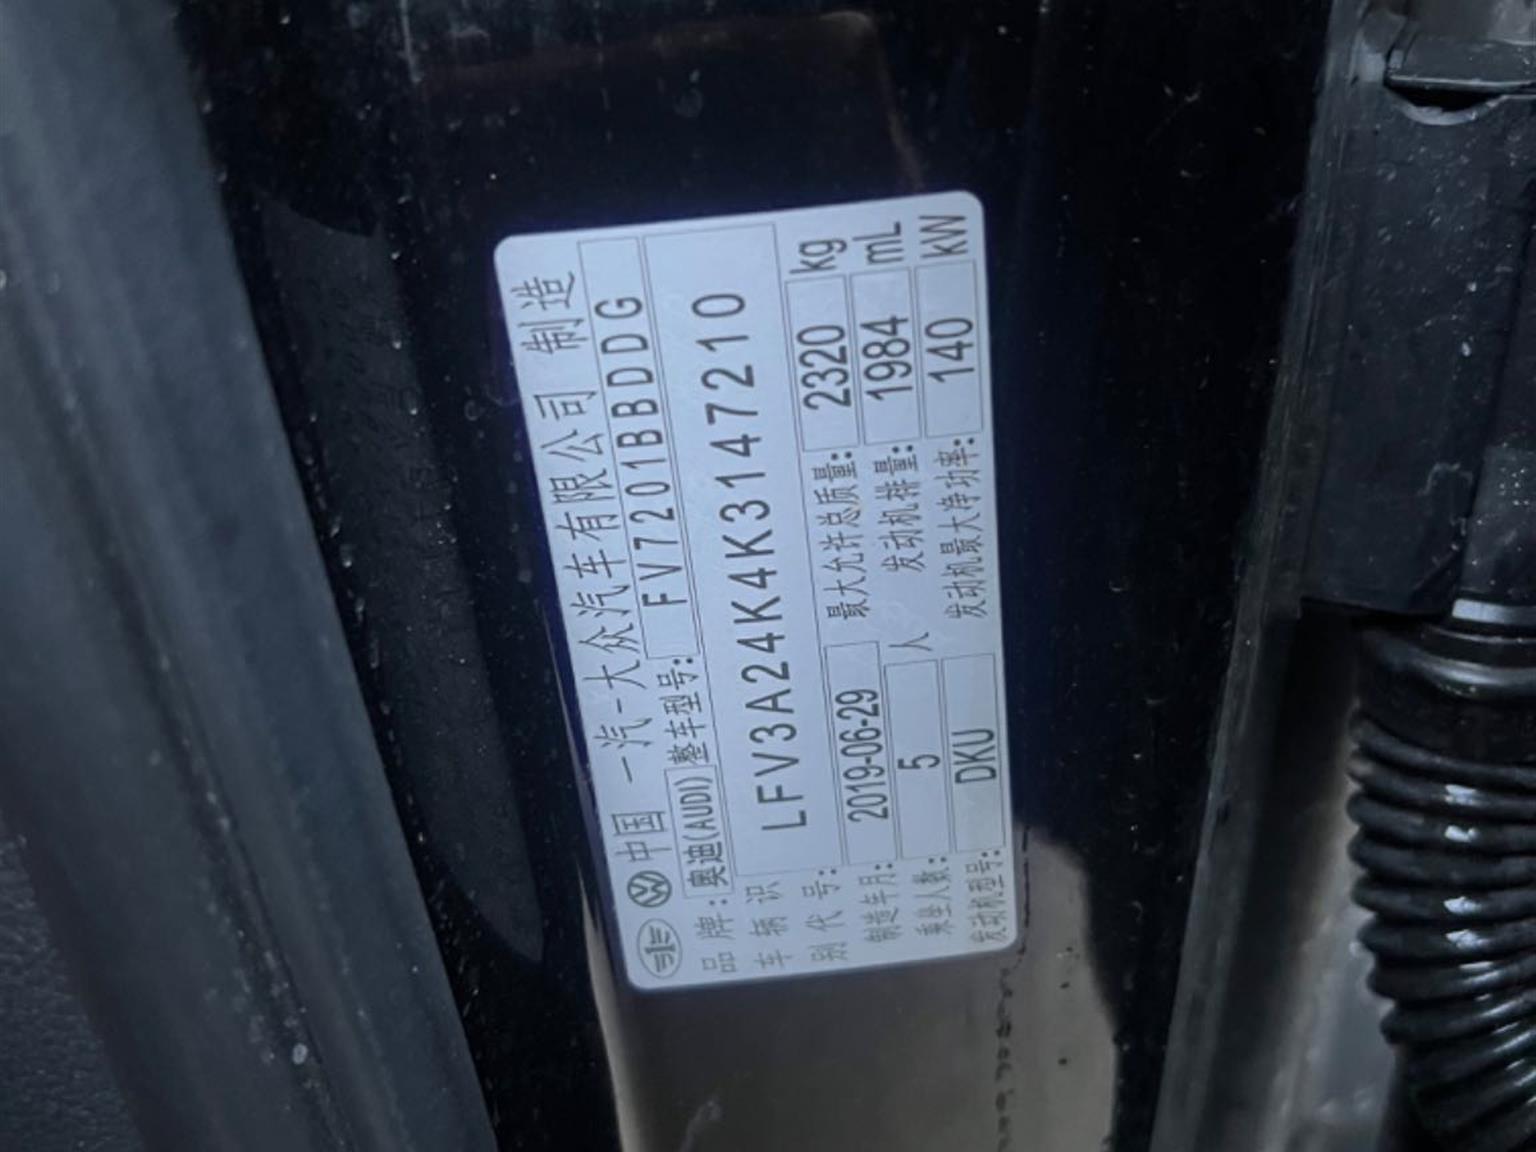 中国 一汽-大众汽车有限公司 制造
品牌: 奥迪(AUDI) 整车型号: FV7201BBDDG
车辆识别代号: LFV3A24K4K3147210
制造年月: 2019-06-29 最大允许总质量: 2320 kg
乘坐人数: 5 人 发动机排量: 1984 mL
发动机型号: DKU 发动机最大净功率: 140 kW